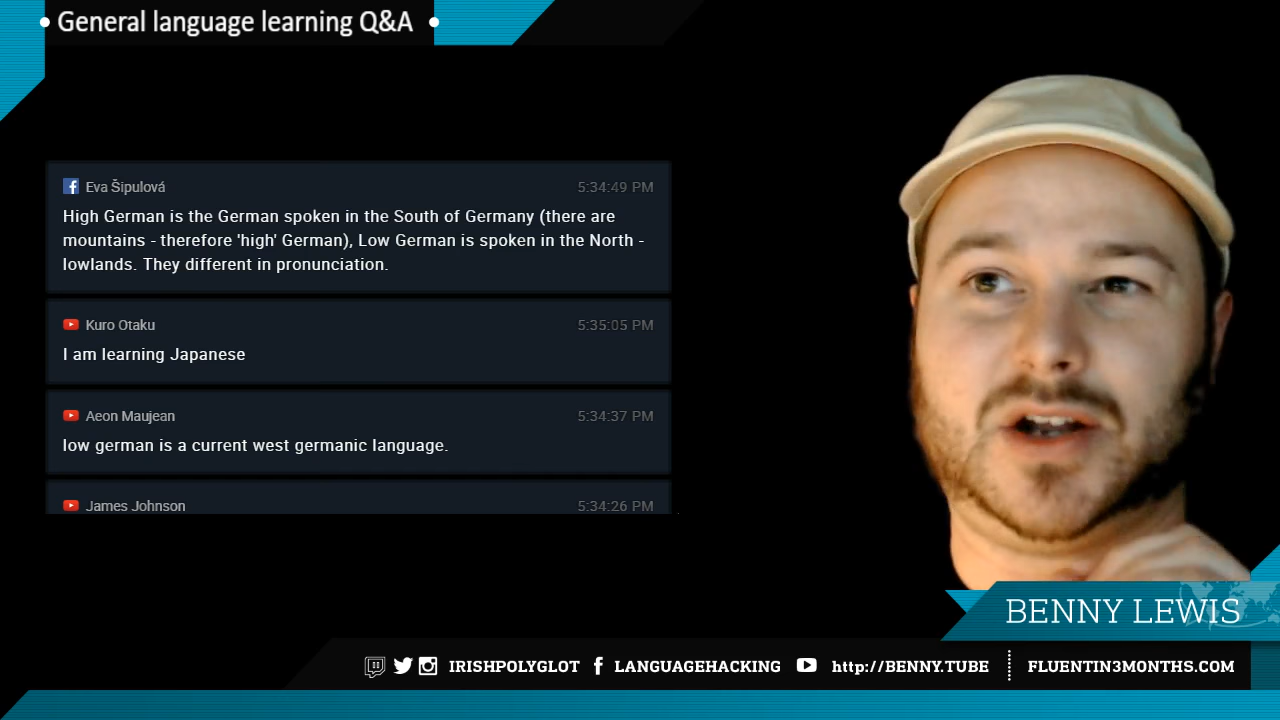 General language learning Q&A
Eva Šipulová 5:34:49 PM
High German is the German spoken in the South of Germany (there are
mountains - therefore 'high' German), Low German is spoken in the North -
lowlands. They different in pronunciation.
Kuro Otaku 5:35:05 PM
I am learning Japanese
Aeon Maujean 5:34:37 PM
low german is a current west germanic language.
James Johnson 5:34:26 PM
BENNY LEWIS
IRISHPOLYGLOT LANGUAGEHACKING http://BENNY.TUBE FLUENTIN3MONTHS.COM